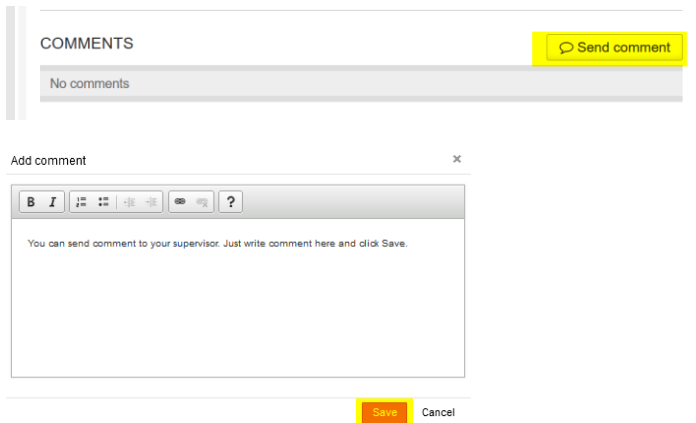 COMMENTS
Send comment
No comments
Add comment
B I ?
You can send comment to your supervisor. Just write comment here and click Save.
Save Cancel